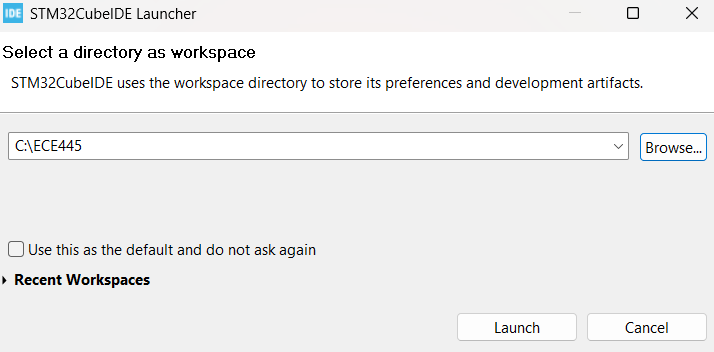 IDE STM32CubeIDE Launcher
Select a directory as workspace
STM32CubeIDE uses the workspace directory to store its preferences and development artifacts.
C:\ECE445
Browse...
Use this as the default and do not ask again
Recent Workspaces
Launch
Cancel